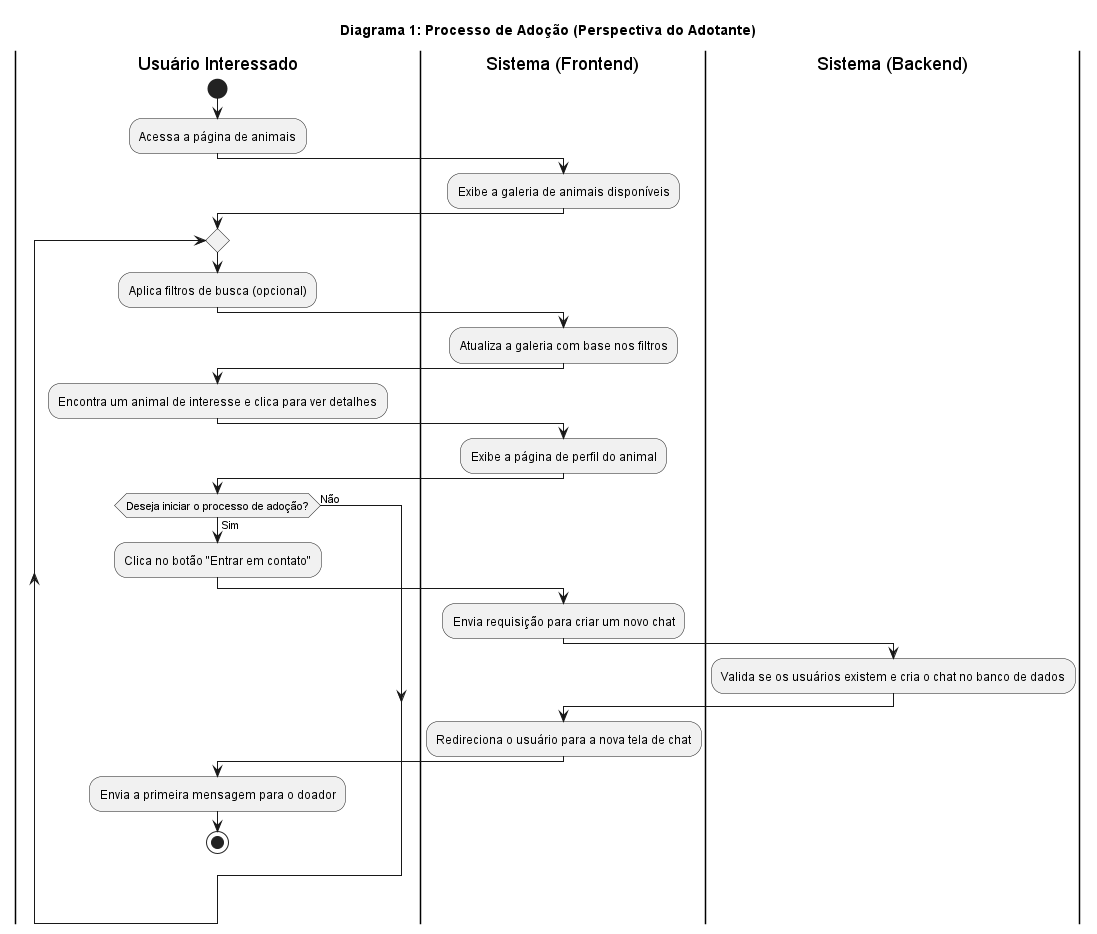 Diagrama 1: Processo de Adoção (Perspectiva do Adotante)
Usuário Interessado
Sistema (Frontend)
Sistema (Backend)
Acessa a página de animais
Exibe a galeria de animais disponíveis
Aplica filtros de busca (opcional)
Atualiza a galeria com base nos filtros
Encontra um animal de interesse e clica para ver detalhes
Exibe a página de perfil do animal
Deseja iniciar o processo de adoção?
Não
Sim
Clica no botão "Entrar em contato"
Envia requisição para criar um novo chat
Valida se os usuários existem e cria o chat no banco de dados
Redireciona o usuário para a nova tela de chat
Envia a primeira mensagem para o doador